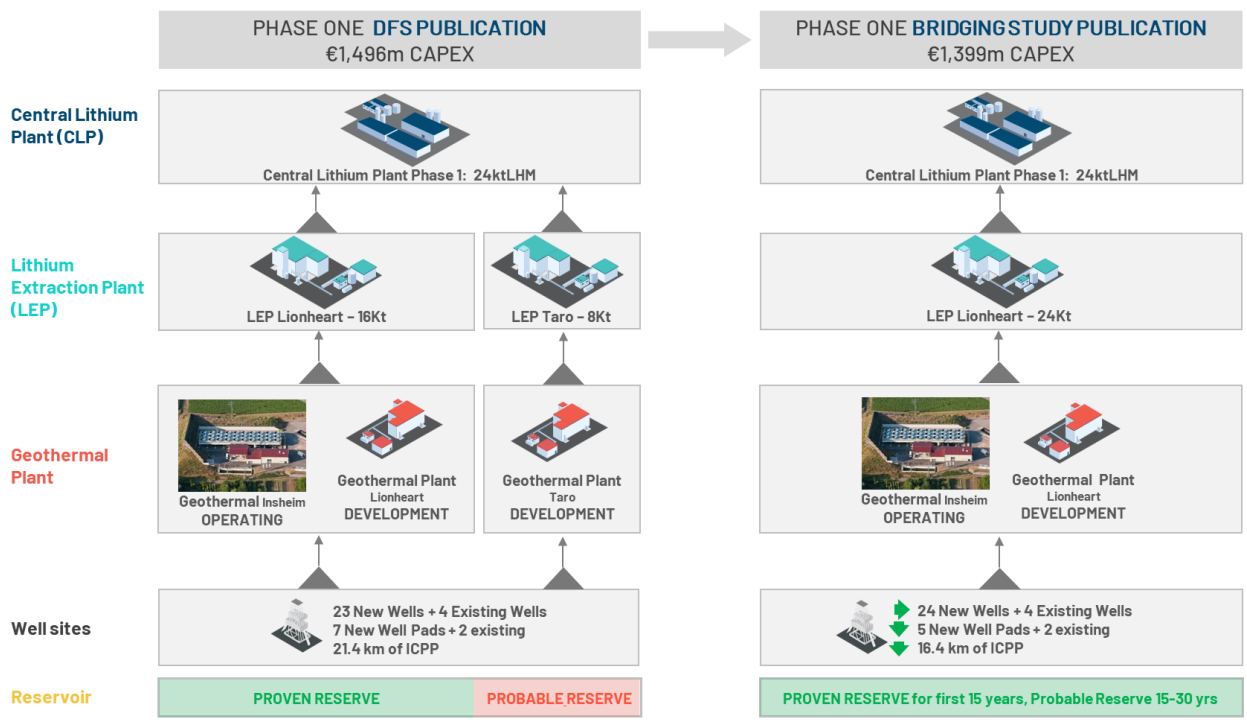 PHASE ONE DFS PUBLICATION
€1,496m CAPEX
PHASE ONE BRIDGING STUDY PUBLICATION
€1,399m CAPEX
Central Lithium
Plant (CLP)
Central Lithium Plant Phase 1: 24ktLHM
Central Lithium Plant Phase 1: 24ktLHM
Lithium
Extraction Plant
(LEP)
LEP Lionheart – 16Kt
LEP Taro – 8Kt
LEP Lionheart – 24Kt
Geothermal
Plant
Geothermal Insheim
OPERATING
Geothermal Plant
Lionheart
DEVELOPMENT
Geothermal Plant
Taro
DEVELOPMENT
Geothermal Insheim
OPERATING
Geothermal Plant
Lionheart
DEVELOPMENT
Well sites
23 New Wells + 4 Existing Wells
7 New Well Pads + 2 existing
21.4 km of ICPP
24 New Wells + 4 Existing Wells
5 New Well Pads + 2 existing
16.4 km of ICPP
Reservoir
PROVEN RESERVE
PROBABLE RESERVE
PROVEN RESERVE for first 15 years, Probable Reserve 15-30 yrs